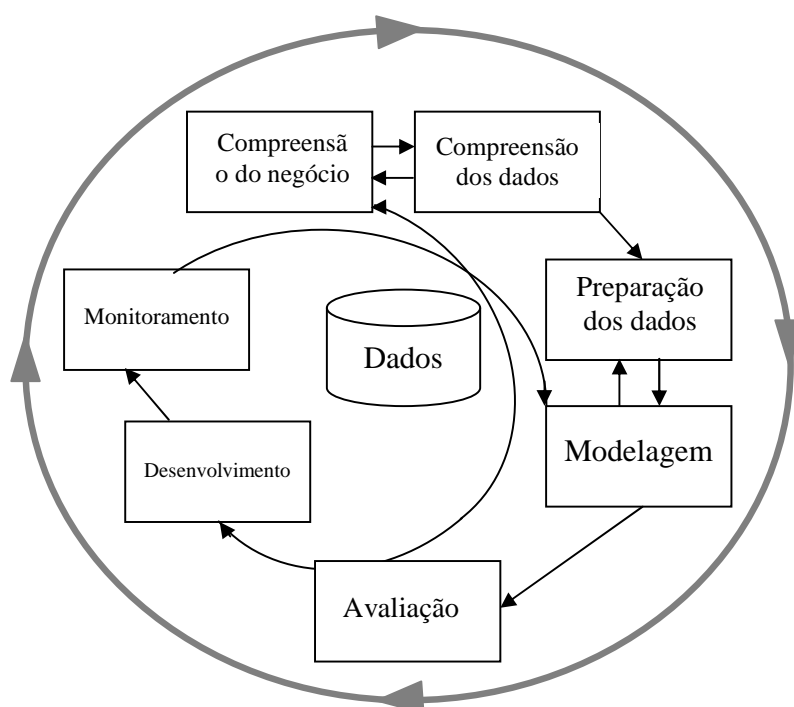 Compreensã
o do negócio
Compreensão
dos dados
Preparação
dos dados
Monitoramento
Dados
Modelagem
Desenvolvimento
Avaliação